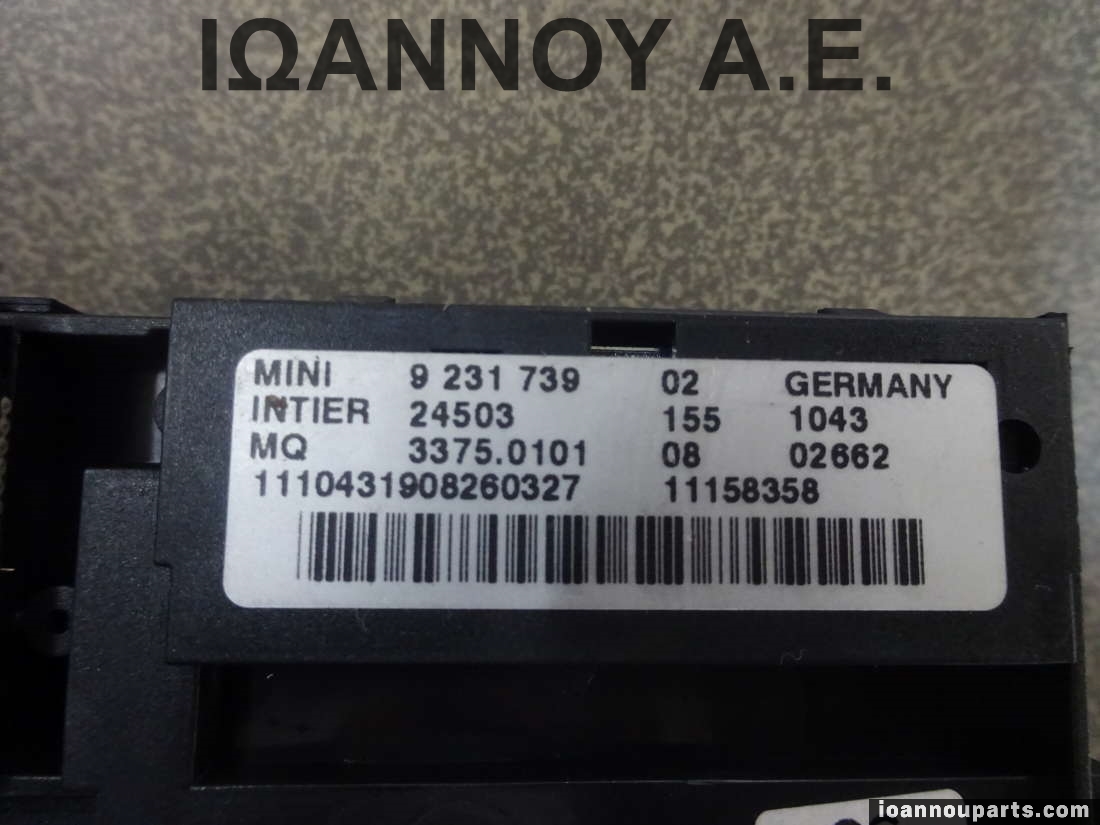 ΙΩΑΝΝΟΥ Α.Ε.
MINI 9 231 739 02 GERMANY
INTIER 24503 155 1043
MQ 3375.0101 08 02662
1110431908260327 11158358
ioannouparts.com